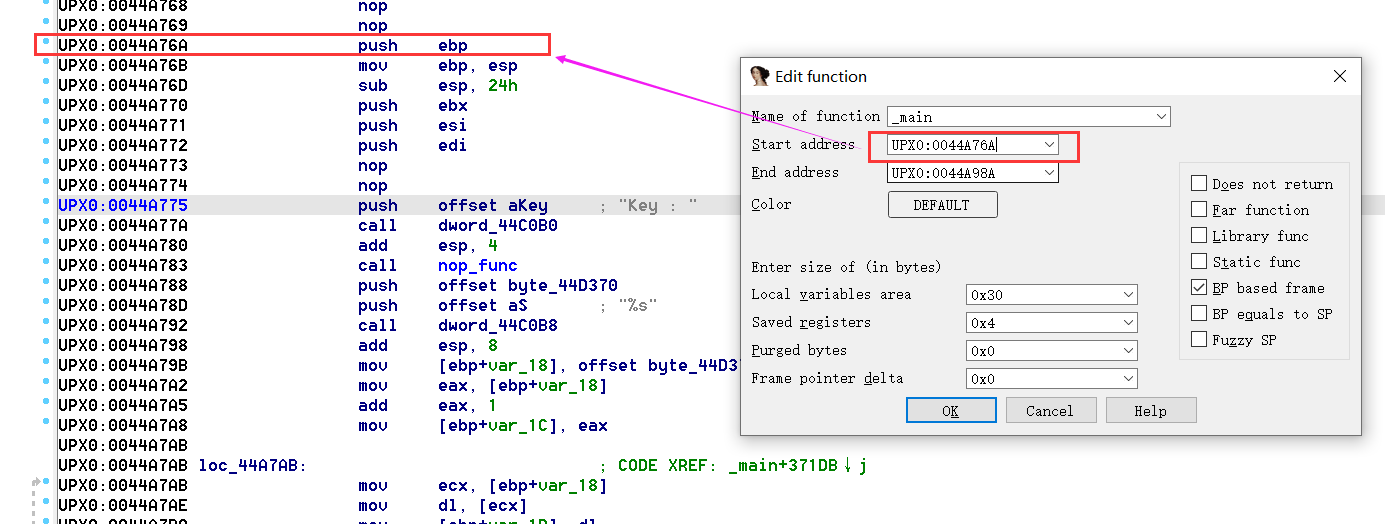 UPX0:0044A768 nop
UPX0:0044A769 nop
UPX0:0044A76A push ebp
UPX0:0044A76B mov ebp, esp
UPX0:0044A76D sub esp, 24h
UPX0:0044A770 push ebx
UPX0:0044A771 push esi
UPX0:0044A772 push edi
UPX0:0044A773 nop
UPX0:0044A774 nop
UPX0:0044A775 push offset aKey ; "Key : "
UPX0:0044A77A call dword_44C0B0
UPX0:0044A780 add esp, 4
UPX0:0044A783 call nop_func
UPX0:0044A788 push offset byte_44D370
UPX0:0044A78D push offset aS ; "%s"
UPX0:0044A792 call dword_44C0B8
UPX0:0044A798 add esp, 8
UPX0:0044A79B mov [ebp+var_18], offset byte_44D3
UPX0:0044A7A2 mov eax, [ebp+var_18]
UPX0:0044A7A5 add eax, 1
UPX0:0044A7A8 mov [ebp+var_1C], eax
UPX0:0044A7AB
UPX0:0044A7AB loc_44A7AB: ; CODE XREF: _main+371DB↓j
UPX0:0044A7AB mov ecx, [ebp+var_18]
UPX0:0044A7AE mov dl, [ecx]
Edit function
Name of function _main
Start address UPX0:0044A76A
End address UPX0:0044A98A
Color DEFAULT
Enter size of (in bytes)
Local variables area 0x30
Saved registers 0x4
Purged bytes 0x0
Frame pointer delta 0x0
Does not return
Far function
Library func
Static func
BP based frame
BP equals to SP
Fuzzy SP
OK Cancel Help